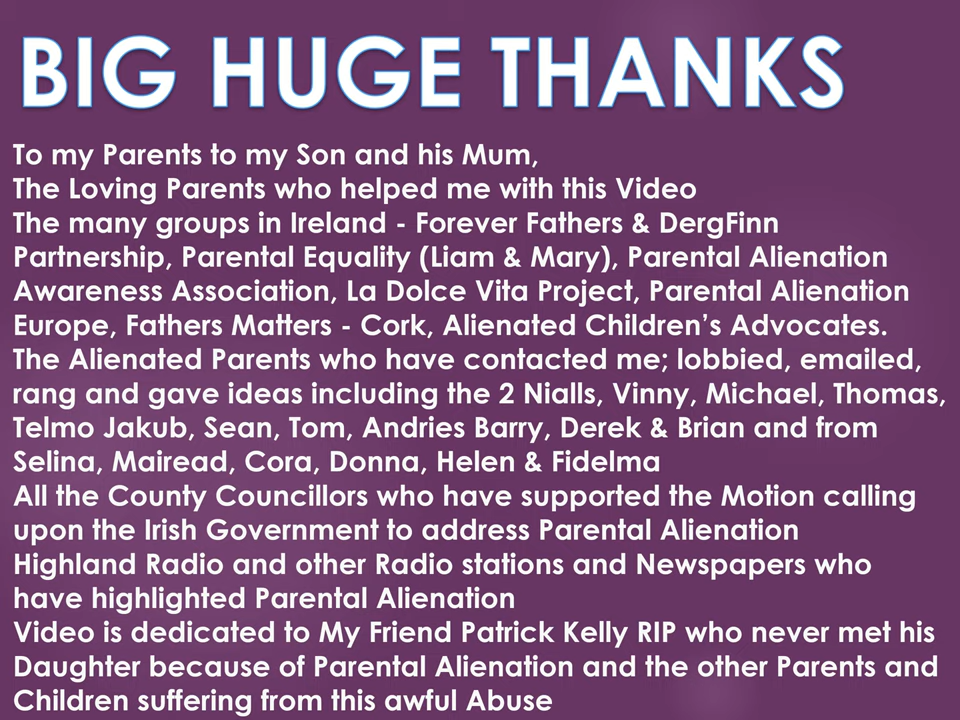 BIG HUGE THANKS
To my Parents to my Son and his Mum,
The Loving Parents who helped me with this Video
The many groups in Ireland - Forever Fathers & DergFinn
Partnership, Parental Equality (Liam & Mary), Parental Alienation
Awareness Association, La Dolce Vita Project, Parental Alienation
Europe, Fathers Matters - Cork, Alienated Children’s Advocates.
The Alienated Parents who have contacted me; lobbied, emailed,
rang and gave ideas including the 2 Nialls, Vinny, Michael, Thomas,
Telmo Jakub, Sean, Tom, Andries Barry, Derek & Brian and from
Selina, Mairead, Cora, Donna, Helen & Fidelma
All the County Councillors who have supported the Motion calling
upon the Irish Government to address Parental Alienation
Highland Radio and other Radio stations and Newspapers who
have highlighted Parental Alienation
Video is dedicated to My Friend Patrick Kelly RIP who never met his
Daughter because of Parental Alienation and the other Parents and
Children suffering from this awful Abuse